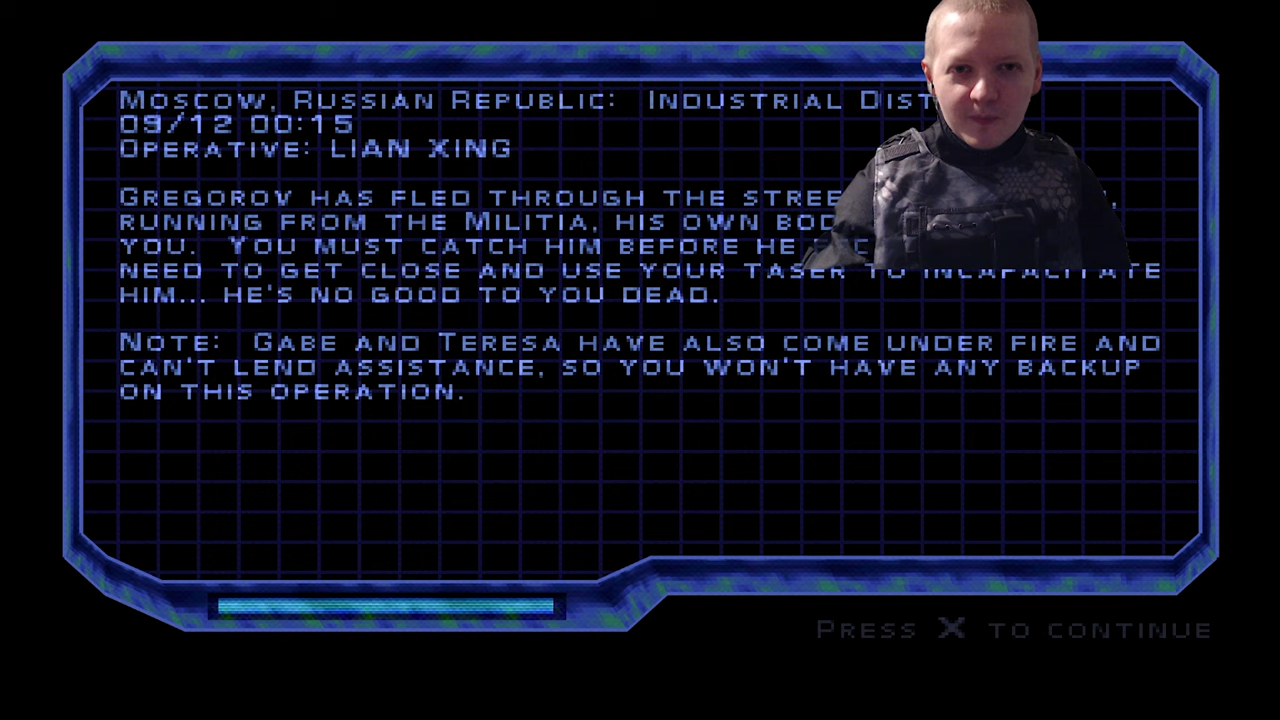 Moscow, Russian Republic: Industrial
09/12 00:15
Operative: LIAN XING
Gregorov has fled through the
running from the Militia, his own
you. You must catch him before he
need to get close and use your taser to incapacitate
him... he's no good to you dead.
Note: Gabe and Teresa have also come under fire and
can't lend assistance, so you won't have any backup
on this operation.
Press X to continue